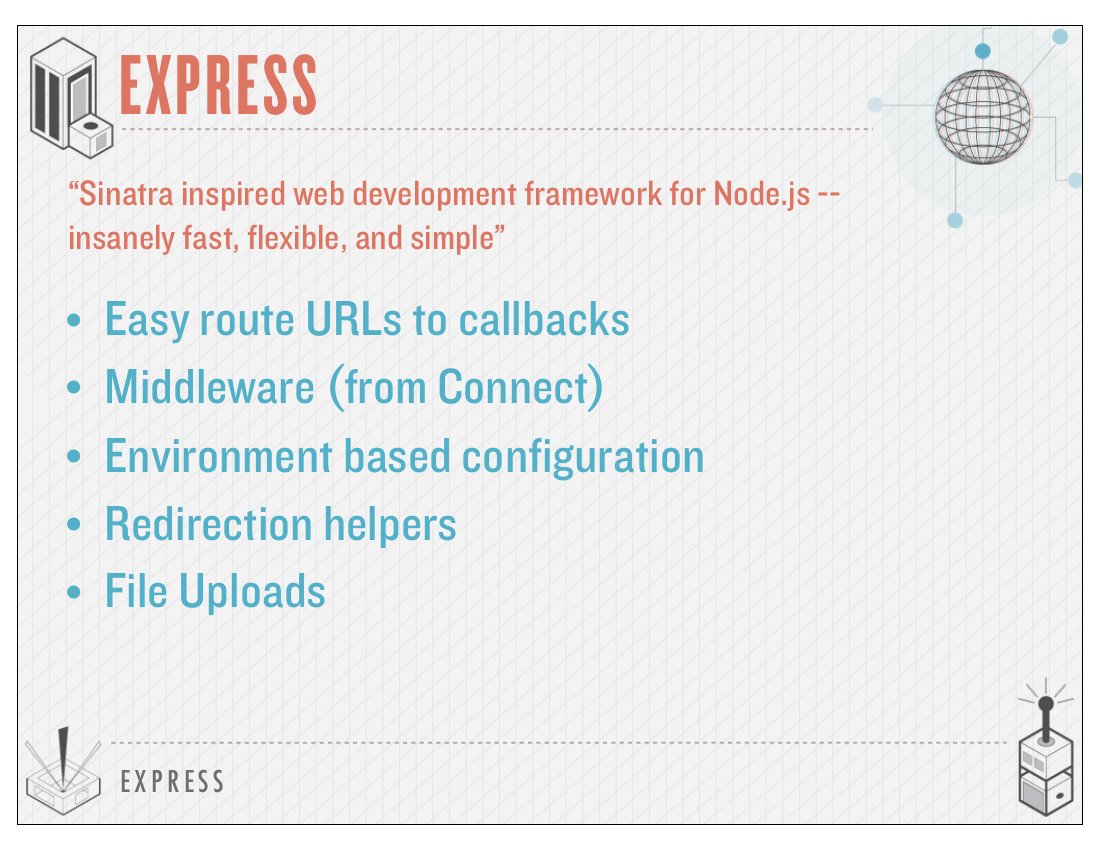 EXPRESS
“Sinatra inspired web development framework for Node.js --
insanely fast, flexible, and simple”
• Easy route URLs to callbacks
• Middleware (from Connect)
• Environment based configuration
• Redirection helpers
• File Uploads
EXPRESS